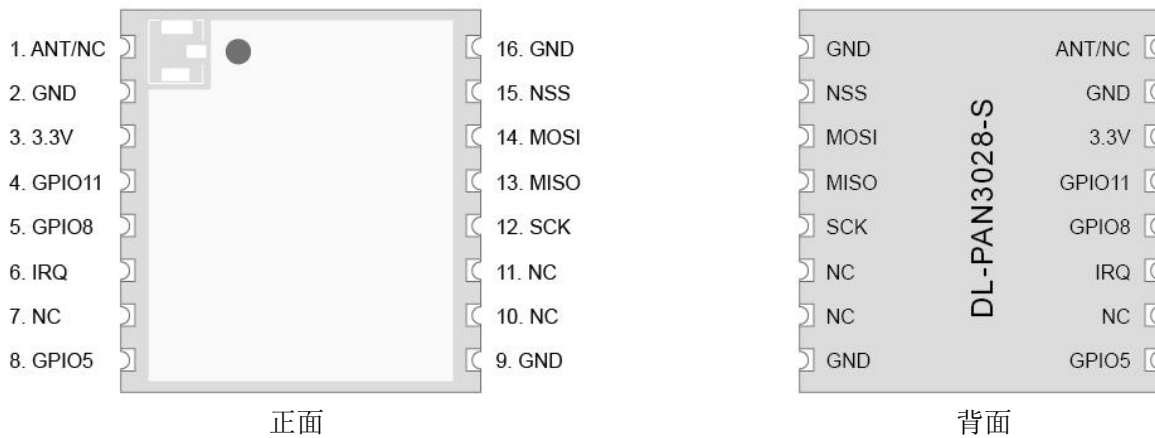 1. ANT/NC
2. GND
3. 3.3V
4. GPIO11
5. GPIO8
6. IRQ
7. NC
8. GPIO5
16. GND
15. NSS
14. MOSI
13. MISO
12. SCK
11. NC
10. NC
9. GND
正面
GND
NSS
MOSI
MISO
SCK
NC
NC
GND
DL-PAN3028-S
ANT/NC
GND
3.3V
GPIO11
GPIO8
IRQ
NC
GPIO5
背面